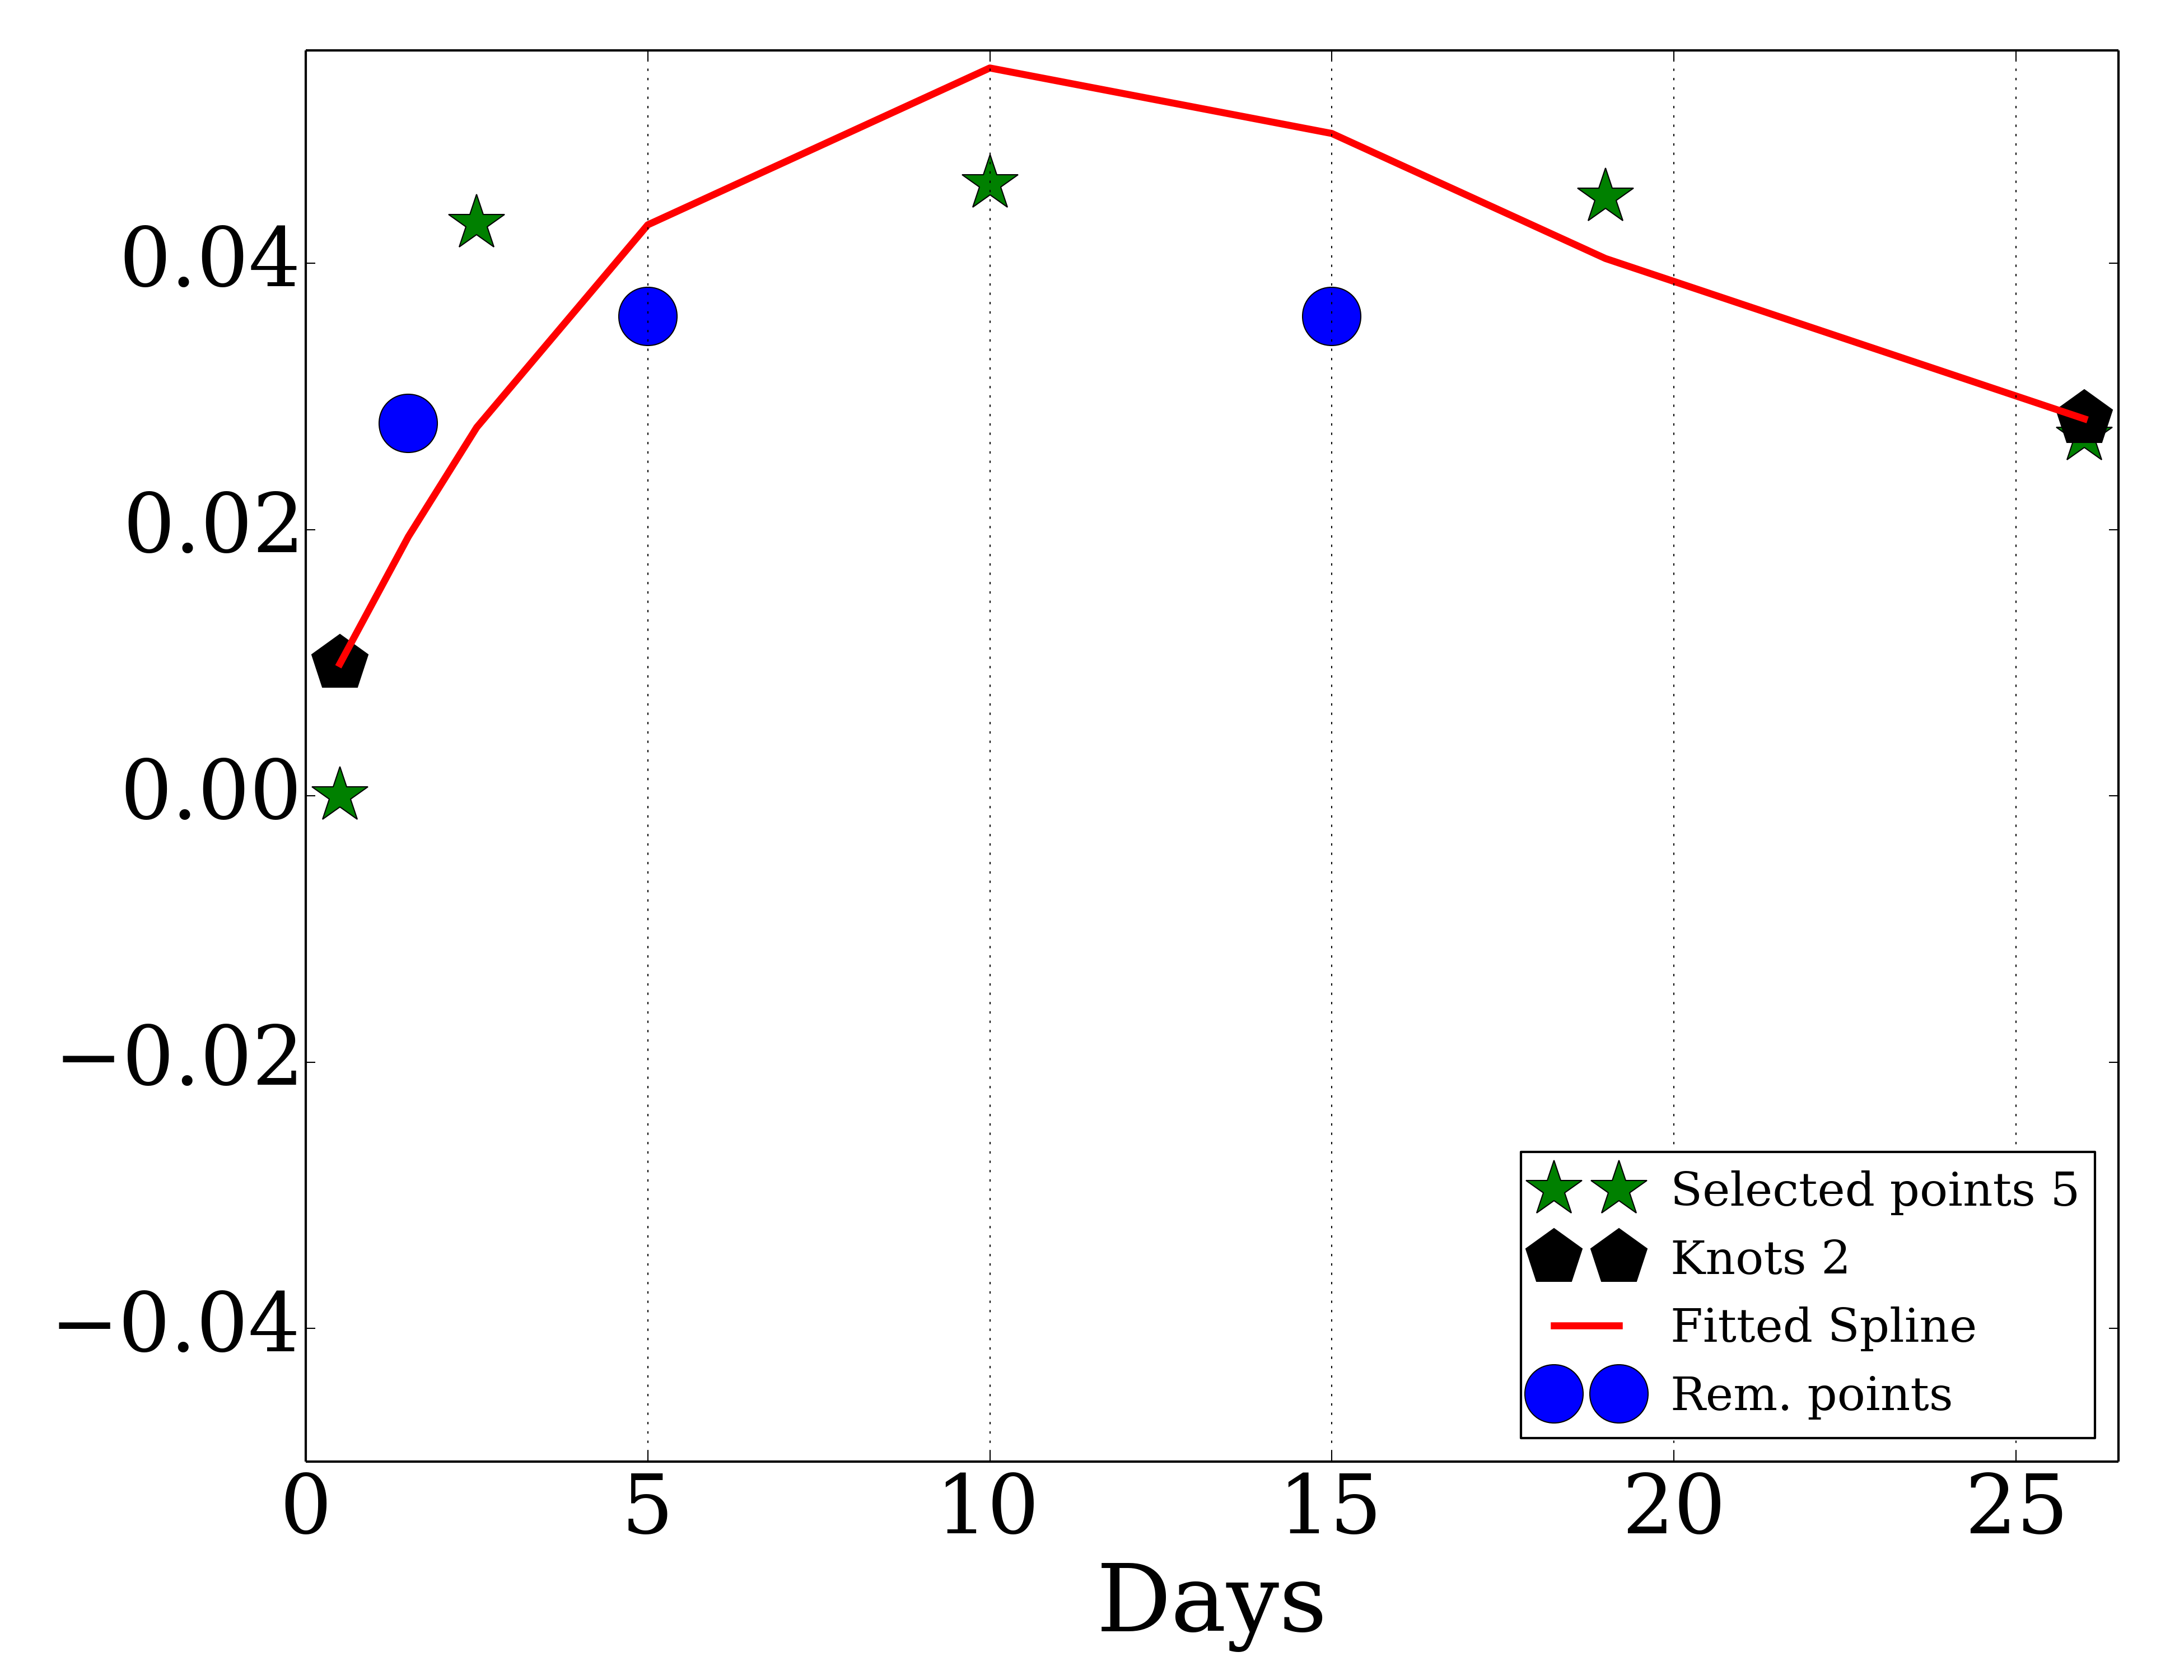 0.04
0.02
0.00
−0.02
−0.04
Selected points 5
Knots 2
Fitted Spline
Rem. points
0 5 10 15 20 25
Days